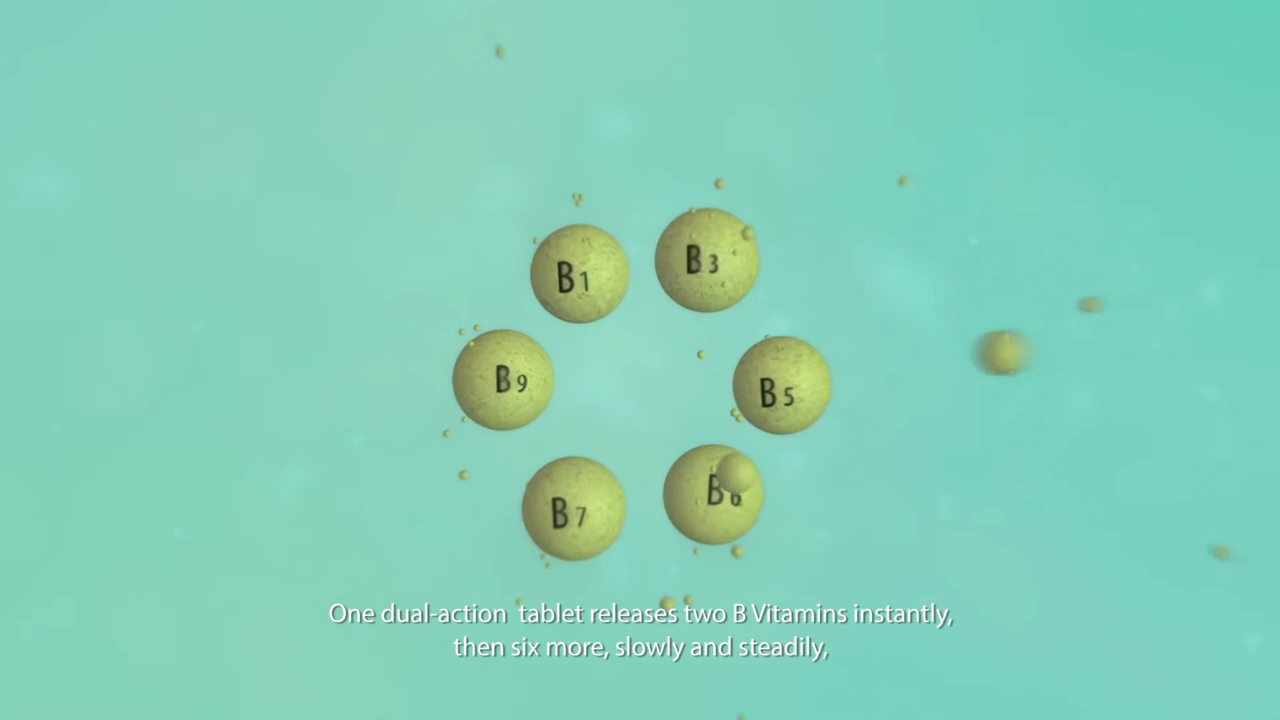 B1
B3
B9
B5
B7
B6
One dual-action tablet releases two B Vitamins instantly,
then six more, slowly and steadily,